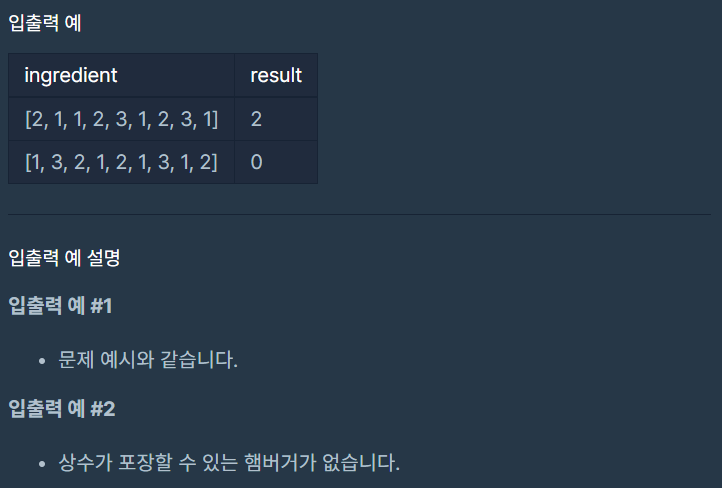 입출력 예
ingredient result
[2, 1, 1, 2, 3, 1, 2, 3, 1] 2
[1, 3, 2, 1, 2, 1, 3, 1, 2] 0
입출력 예 설명
입출력 예 #1
• 문제 예시와 같습니다.
입출력 예 #2
• 상수가 포장할 수 있는 햄버거가 없습니다.